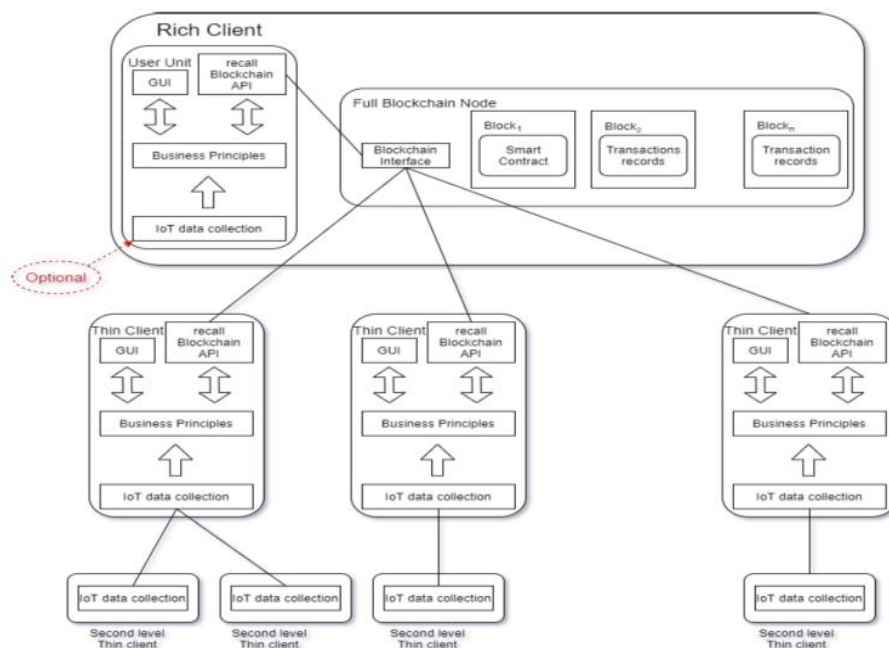 Rich Client
User Unit
GUI
recall
Blockchain
API
Business Principles
IoT data collection
Optional
Full Blockchain Node
Blockchain
Interface
Block1
Smart
Contract
Block2
Transactions
records
Blockn
Transaction
records
Thin Client
GUI
recall
Blockchain
API
Business Principles
IoT data collection
Thin Client
GUI
recall
Blockchain
API
Business Principles
IoT data collection
Thin Client
GUI
recall
Blockchain
API
Business Principles
IoT data collection
IoT data collection
Second level
Thin client
IoT data collection
Second level
Thin client
IoT data collection
Second level
Thin client
IoT data collection
Second level
Thin client